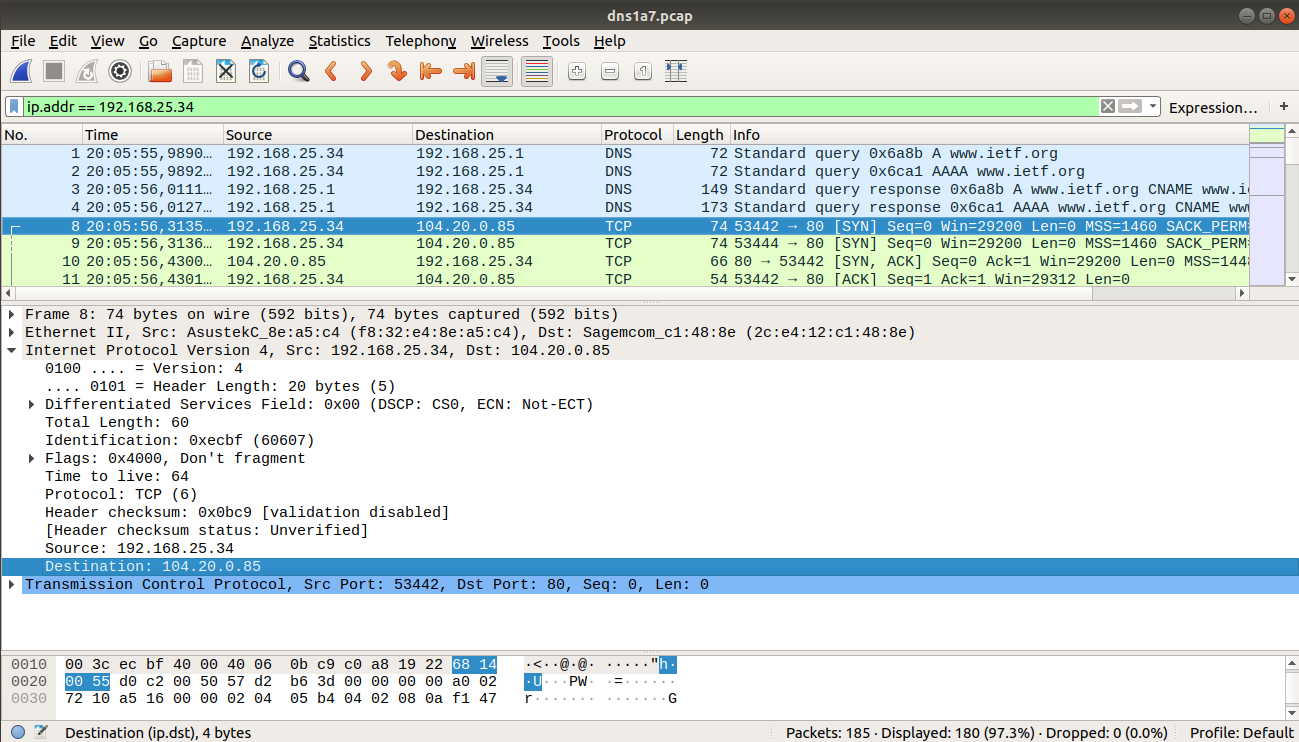 dns1a7.pcap
File Edit View Go Capture Analyze Statistics Telephony Wireless Tools Help
ip.addr == 192.168.25.34 Expression… +
No. Time Source Destination Protocol Length Info
1 20:05:55,9890… 192.168.25.34 192.168.25.1 DNS 72 Standard query 0x6a8b A www.ietf.org
2 20:05:55,9892… 192.168.25.34 192.168.25.1 DNS 72 Standard query 0x6ca1 AAAA www.ietf.org
3 20:05:56,0111… 192.168.25.1 192.168.25.34 DNS 149 Standard query response 0x6a8b A www.ietf.org CNAME www.i
4 20:05:56,0127… 192.168.25.1 192.168.25.34 DNS 173 Standard query response 0x6ca1 AAAA www.ietf.org CNAME ww
8 20:05:56,3135… 192.168.25.34 104.20.0.85 TCP 74 53442 → 80 [SYN] Seq=0 Win=29200 Len=0 MSS=1460 SACK_PERM=
9 20:05:56,3136… 192.168.25.34 104.20.0.85 TCP 74 53444 → 80 [SYN] Seq=0 Win=29200 Len=0 MSS=1460 SACK_PERM=
10 20:05:56,4300… 104.20.0.85 192.168.25.34 TCP 66 80 → 53442 [SYN, ACK] Seq=0 Ack=1 Win=29200 Len=0 MSS=144
11 20:05:56,4301… 192.168.25.34 104.20.0.85 TCP 54 53442 → 80 [ACK] Seq=1 Ack=1 Win=29312 Len=0
Frame 8: 74 bytes on wire (592 bits), 74 bytes captured (592 bits)
Ethernet II, Src: AsustekC_8e:a5:c4 (f8:32:e4:8e:a5:c4), Dst: Sagemcom_c1:48:8e (2c:e4:12:c1:48:8e)
Internet Protocol Version 4, Src: 192.168.25.34, Dst: 104.20.0.85
0100 .... = Version: 4
.... 0101 = Header Length: 20 bytes (5)
Differentiated Services Field: 0x00 (DSCP: CS0, ECN: Not-ECT)
Total Length: 60
Identification: 0xecbf (60607)
Flags: 0x4000, Don't fragment
Time to live: 64
Protocol: TCP (6)
Header checksum: 0x0bc9 [validation disabled]
[Header checksum status: Unverified]
Source: 192.168.25.34
Destination: 104.20.0.85
Transmission Control Protocol, Src Port: 53442, Dst Port: 80, Seq: 0, Len: 0
0010 00 3c ec bf 40 00 40 06 0b c9 c0 a8 19 22 68 14 ·<··@·@· ·····"h·
0020 00 55 d0 c2 00 50 57 d2 b6 3d 00 00 00 00 a0 02 ·U···PW· ·=······
0030 72 10 a5 16 00 00 02 04 05 b4 04 02 08 0a f1 47 r······· ·······G
Destination (ip.dst), 4 bytes Packets: 185 · Displayed: 180 (97.3%) · Dropped: 0 (0.0%) Profile: Default